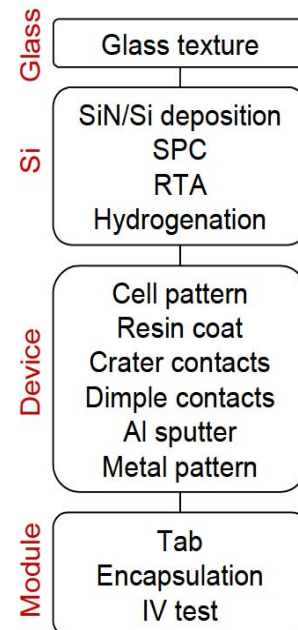 Glass
Glass texture
Si
SiN/Si deposition
SPC
RTA
Hydrogenation
Device
Cell pattern
Resin coat
Crater contacts
Dimple contacts
Al sputter
Metal pattern
Module
Tab
Encapsulation
IV test